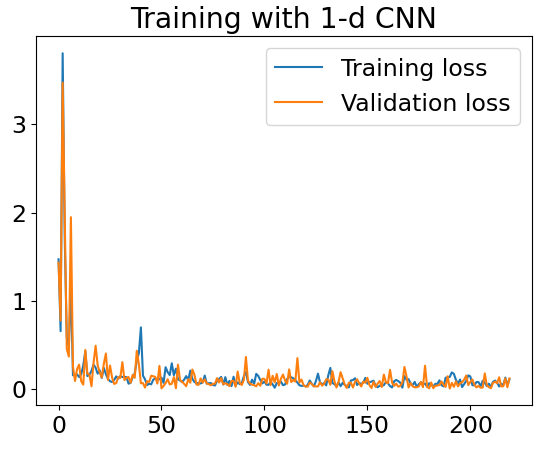 Training with 1-d CNN
Training loss
Validation loss
3
2
1
0
0 50 100 150 200